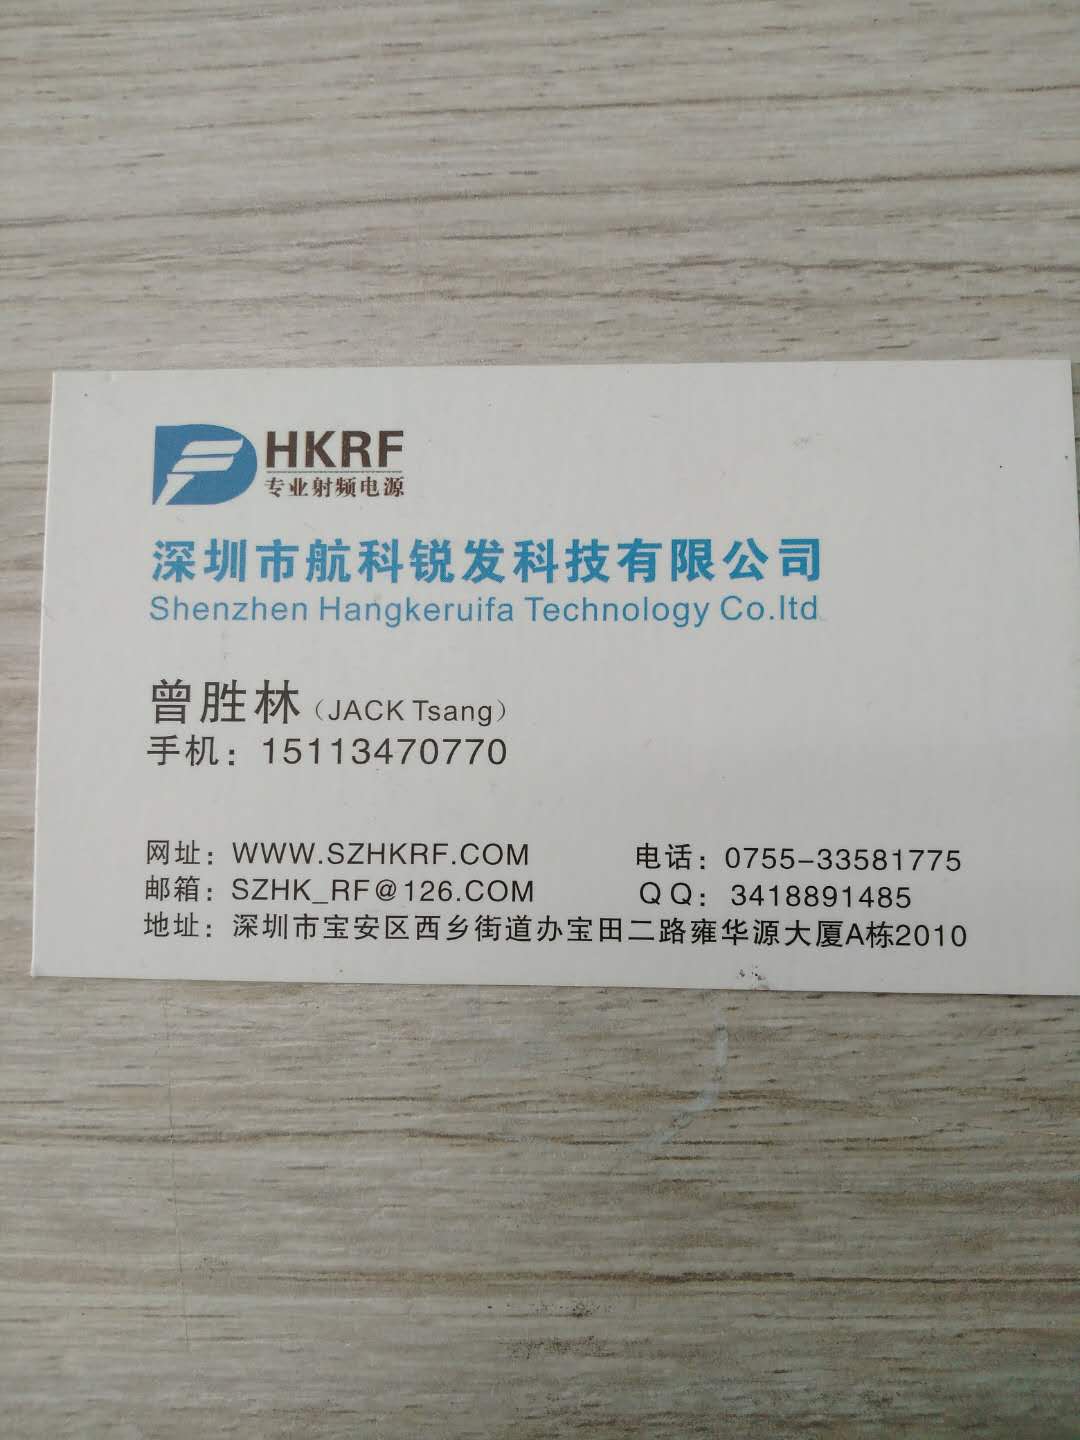 HKRF
专业射频电源
深圳市航科锐发科技有限公司
Shenzhen Hangkeruifa Technology Co.ltd
曾胜林（JACK Tsang）
手机：15113470770
网址：WWW.SZHKRF.COM 电话：0755-33581775
邮箱：SZHK_RF@126.COM QQ：3418891485
地址：深圳市宝安区西乡街道办宝田二路雍华源大厦A栋2010